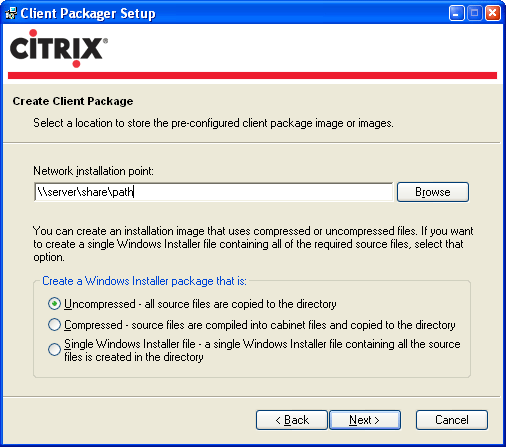 Client Packager Setup
CITRIX®
Create Client Package
Select a location to store the pre-configured client package image or images.
Network installation point:
\\server\share\path
Browse
You can create an installation image that uses compressed or uncompressed files. If you want
to create a single Windows Installer file containing all of the required source files, select that
option.
Create a Windows Installer package that is:
Uncompressed - all source files are copied to the directory
Compressed - source files are compiled into cabinet files and copied to the directory
Single Windows Installer file - a single Windows Installer file containing all the source
files is created in the directory
< Back
Next >
Cancel